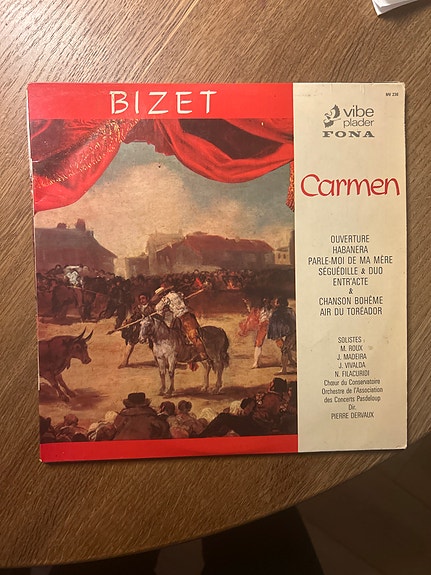 BIZET
MV 230
vibe
plader
FONA
Carmen
OUVERTURE
HABANERA
PARLE-MOI DE MA MÈRE
SÉGUÉDILLE & DUO
ENTR'ACTE
&
CHANSON BOHÊME
AIR DU TORÉADOR
SOLISTES :
M. ROUX
J. MADEIRA
J. VIVALDA
N. FILACURIDI
Chœur du Conservatoire
Orchestre de l'Association
des Concerts Pasdeloup
Dir.
PIERRE DERVAUX